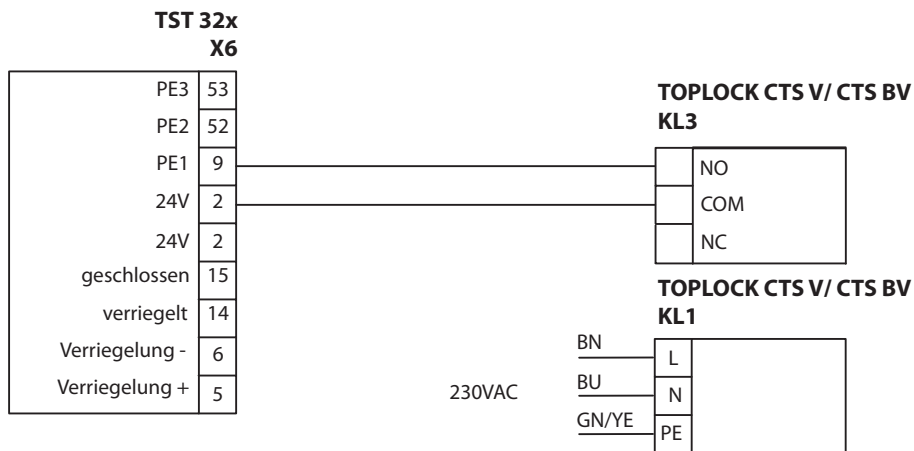 TST 32x
X6
PE3 53
PE2 52
PE1 9
24V 2
24V 2
geschlossen 15
verriegelt 14
Verriegelung - 6
Verriegelung + 5
TOPLOCK CTS V/ CTS BV
KL3
NO
COM
NC
TOPLOCK CTS V/ CTS BV
KL1
230VAC
BN L
BU N
GN/YE PE